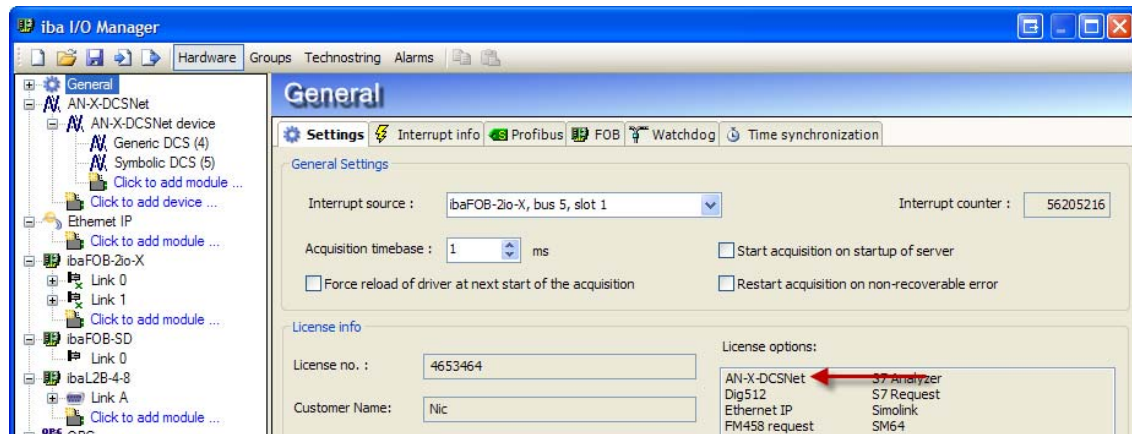 iba I/O Manager
Hardware Groups Technostring Alarms
General
AN-X-DCSNet
AN-X-DCSNet device
Generic DCS (4)
Symbolic DCS (5)
Click to add module ...
Click to add device ...
Ethernet IP
Click to add module ...
ibaFOB-2io-X
Link 0
Link 1
Click to add module ...
ibaFOB-SD
Link 0
ibaL2B-4-8
Link A
Click to add module ...
OPC
General
Settings Interrupt info Profibus FOB Watchdog Time synchronization
General Settings
Interrupt source : ibaFOB-2io-X, bus 5, slot 1 Interrupt counter : 56205216
Acquisition timebase : 1 ms Start acquisition on startup of server
Force reload of driver at next start of the acquisition Restart acquisition on non-recoverable error
License info
License options:
License no. : 4653464
AN-X-DCSNet S7 Analyzer
Dig512 S7 Request
Customer Name: Nic
Ethernet IP Simolink
FM458 request SM64